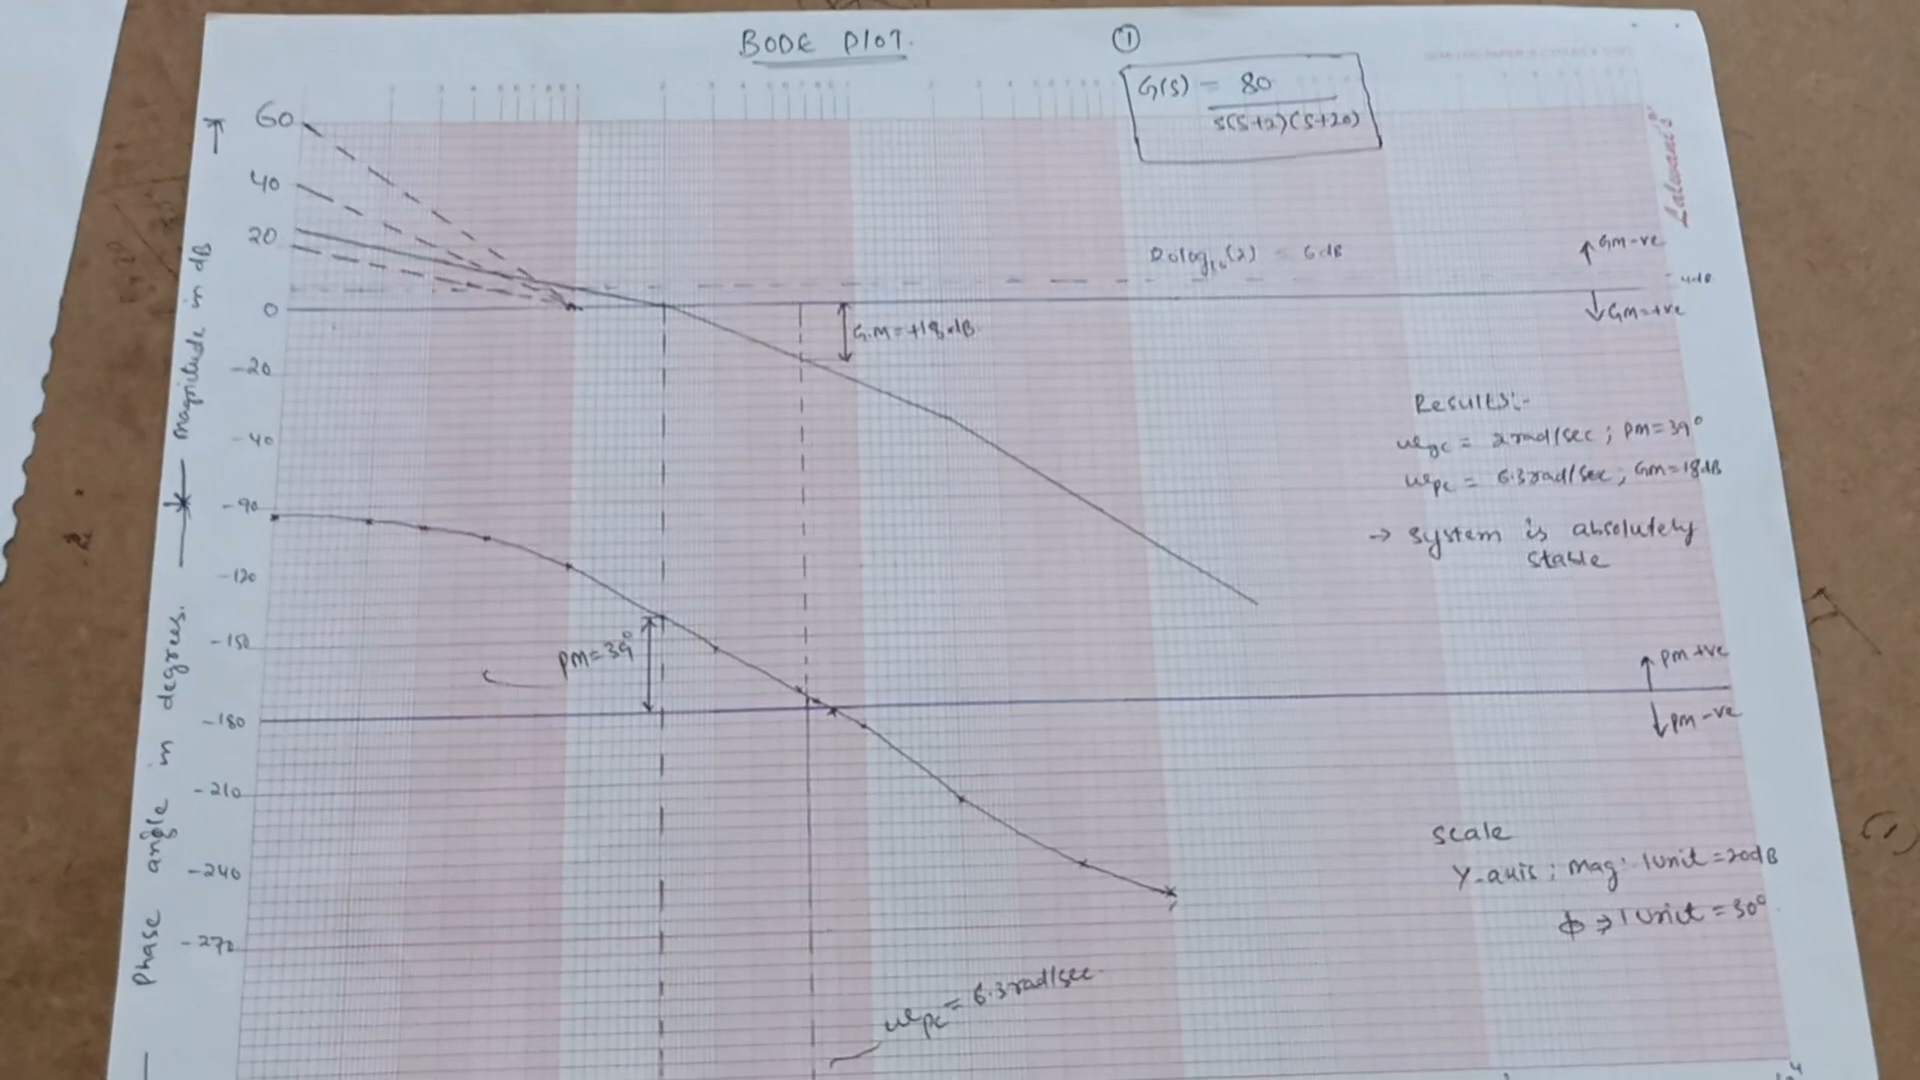 BODE PLOT.
①
G(S) = 80
S(S+2)(S+20)
Lalwani's
60
40
20
0
-20
-40
-90
-120
-150
-180
-210
-240
-270
magnitude in dB
Phase angle in degrees.
20log₁₀(2) = 6dB
GM-ve
GM=+ve
G.M=+18dB
Results:-
ωgc = 2rad/sec ; PM=39°
ωpc = 6.3rad/sec ; GM=18dB
→ System is absolutely
stable
PM=39°
PM +ve
PM -ve
Scale
Y-axis ; mag: 1unit=20dB
ϕ ⇒ 1 Unit = 30°
ωpc = 6.3rad/sec